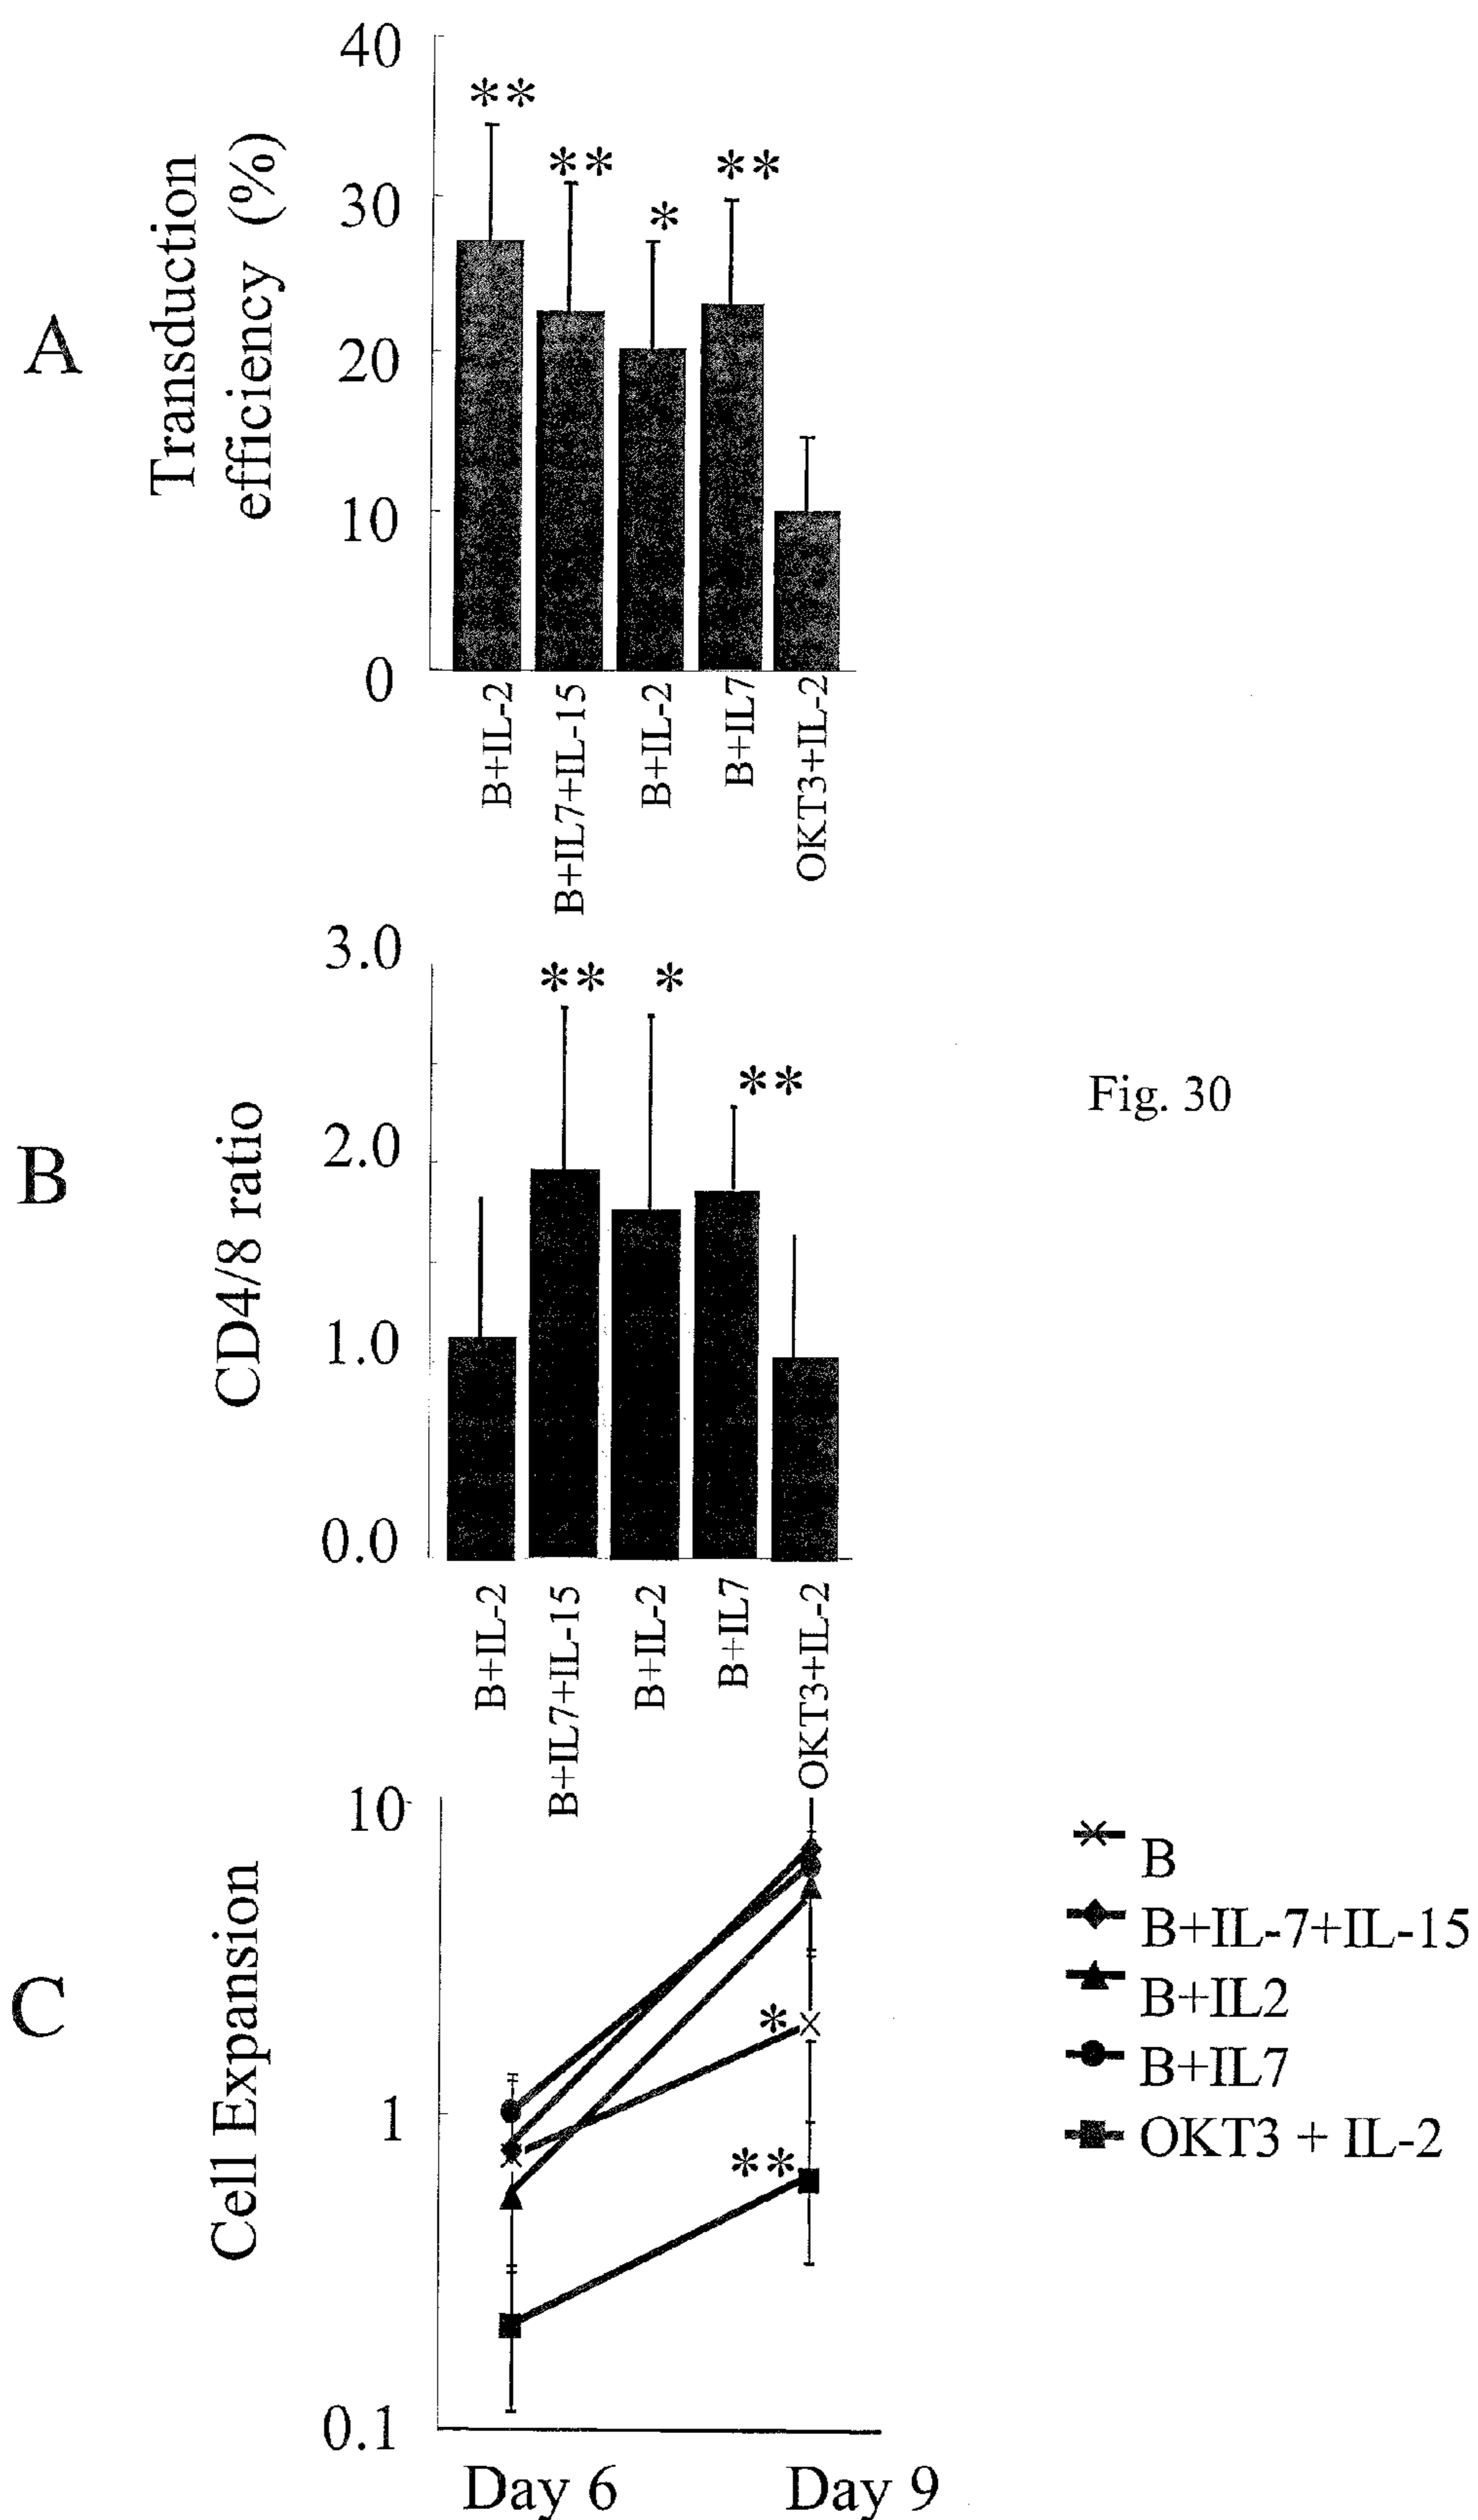 A
Transduction
efficiency (%)
40
30
20
10
0
** ** * **
B+IL-2
B+IL7+IL-15
B+IL-2
B+IL7
OKT3+IL-2
B
CD4/8 ratio
3.0
2.0
1.0
0.0
** * **
B+IL-2
B+IL7+IL-15
B+IL-2
B+IL7
OKT3+IL-2
Fig. 30
C
Cell Expansion
10
1
0.1
*
**
Day 6 Day 9
B
B+IL-7+IL-15
B+IL2
B+IL7
OKT3 + IL-2